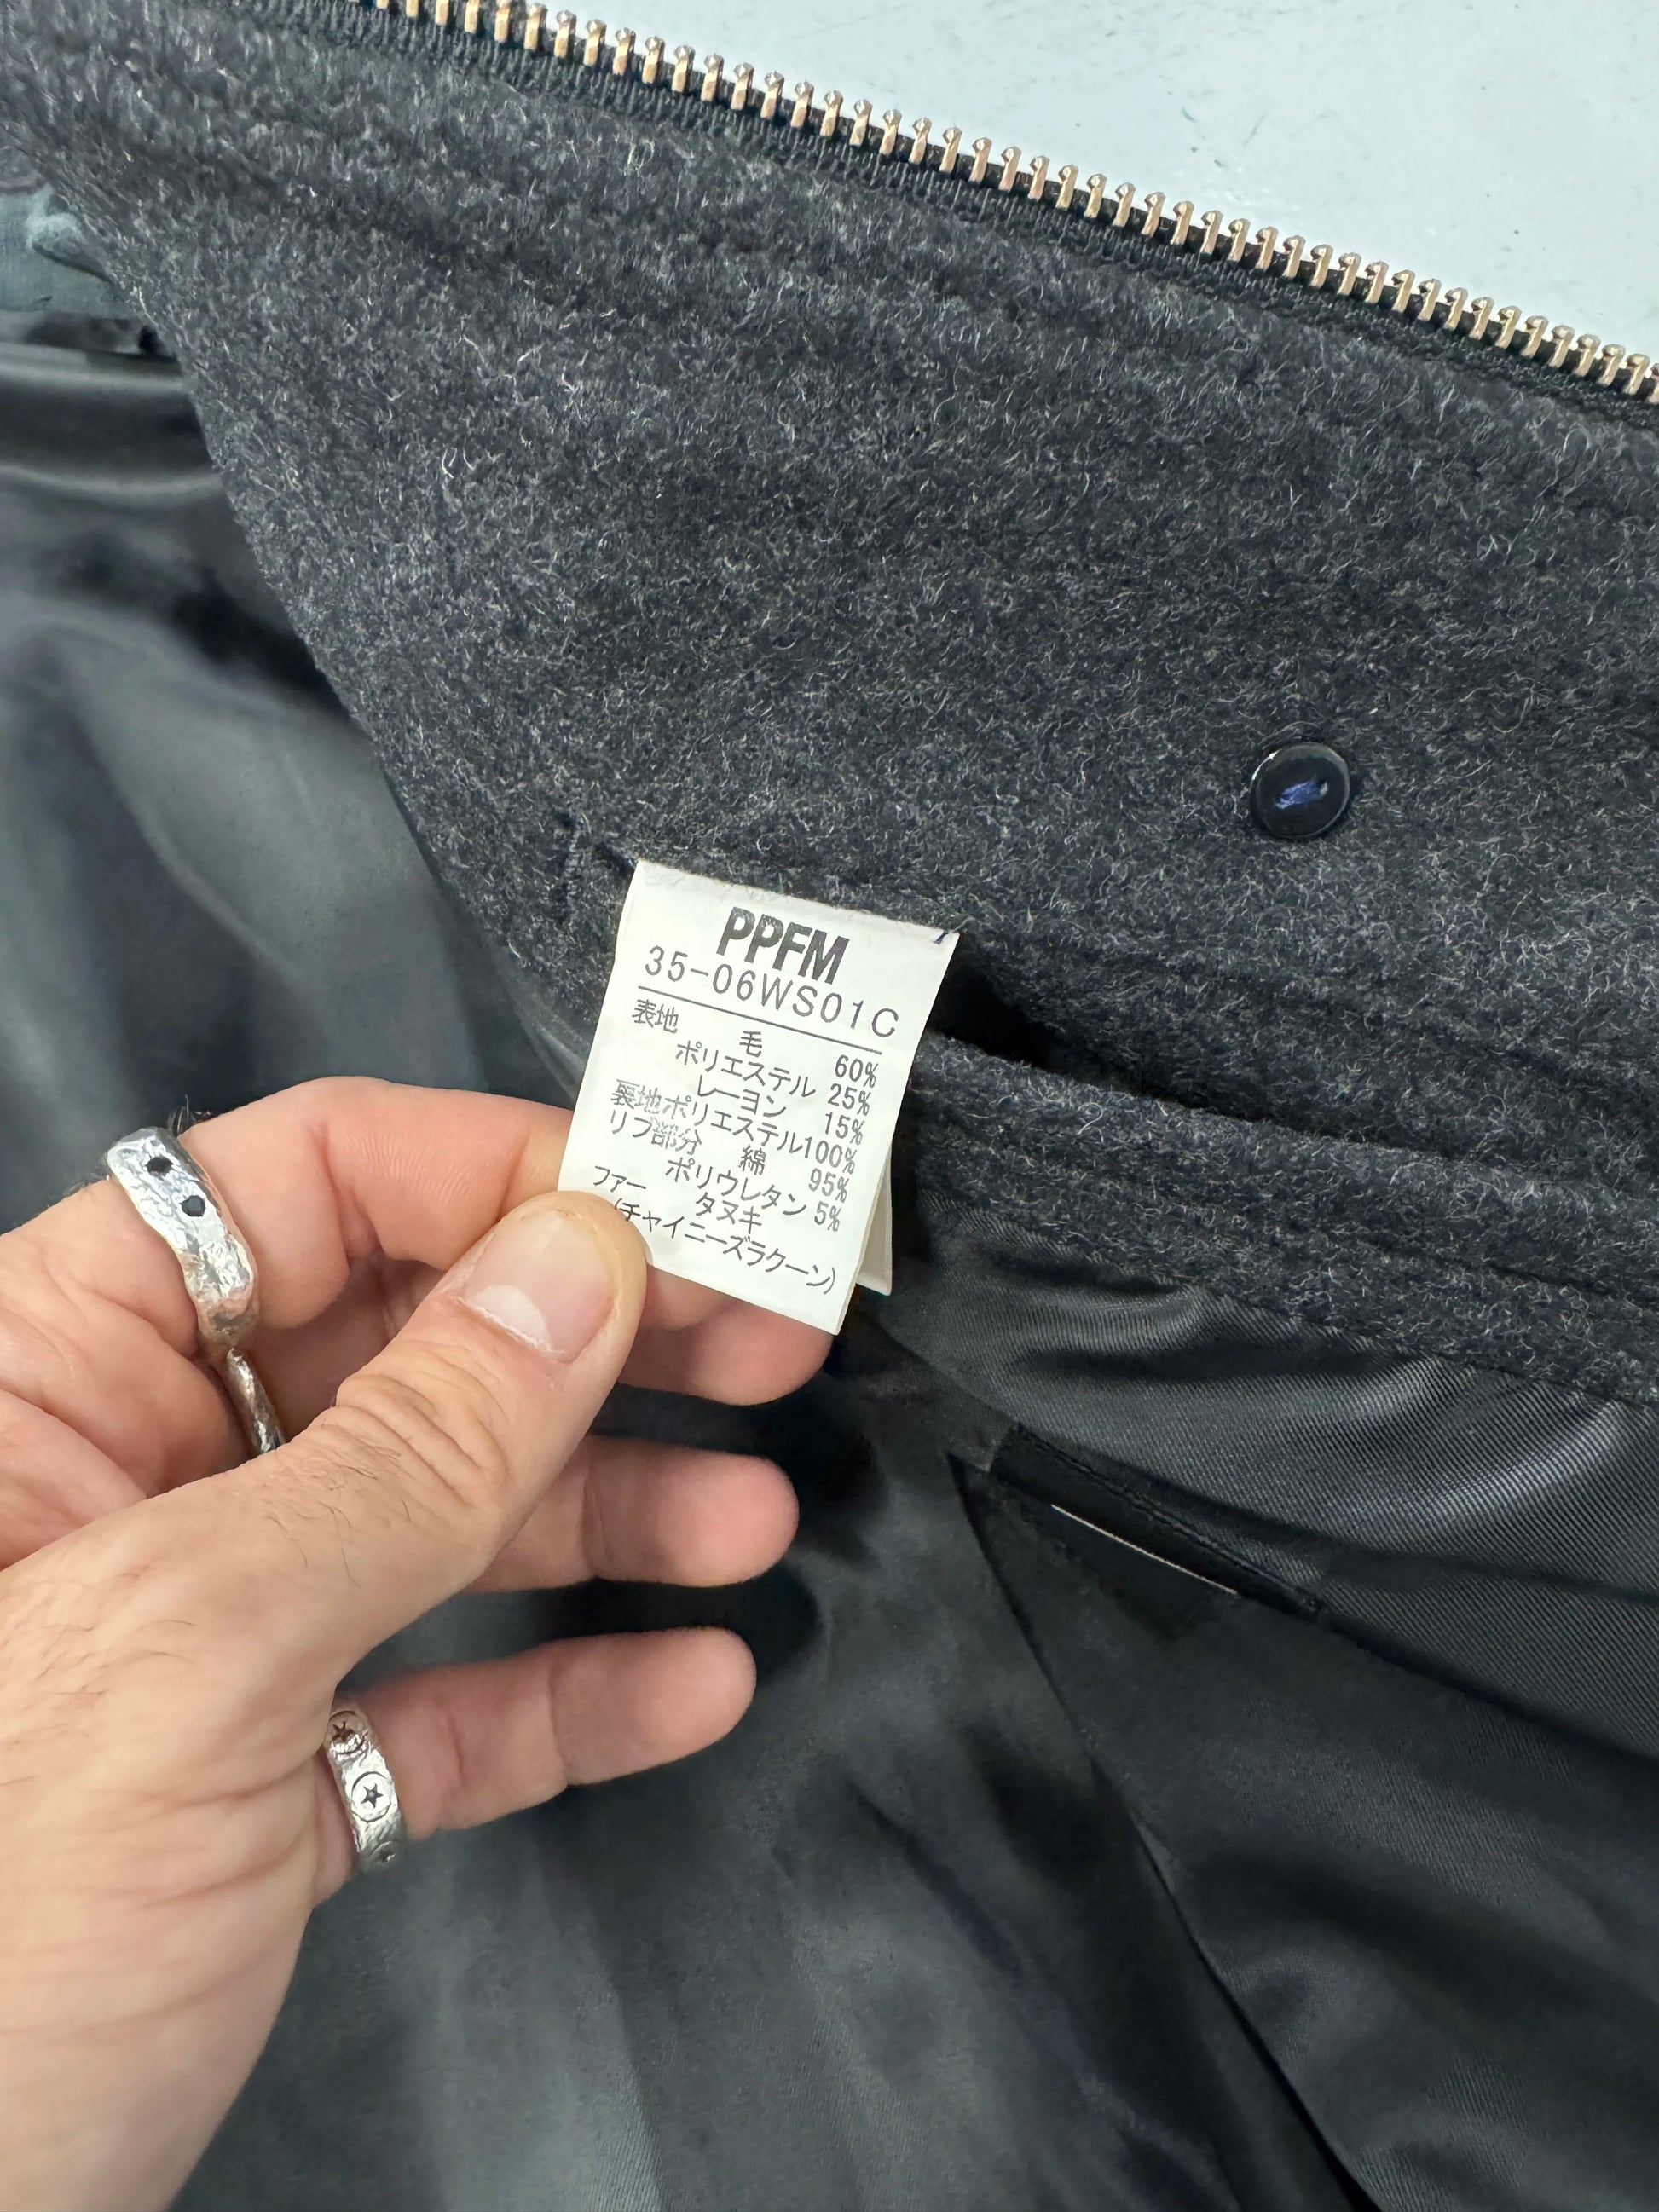 PPFM
35-06WS01C
表地 毛 60%
ポリエステル 25%
レーヨン 15%
裏地ポリエステル100%
リブ部分 綿 95%
ポリウレタン 5%
ファー タヌキ
(チャイニーズラクーン)